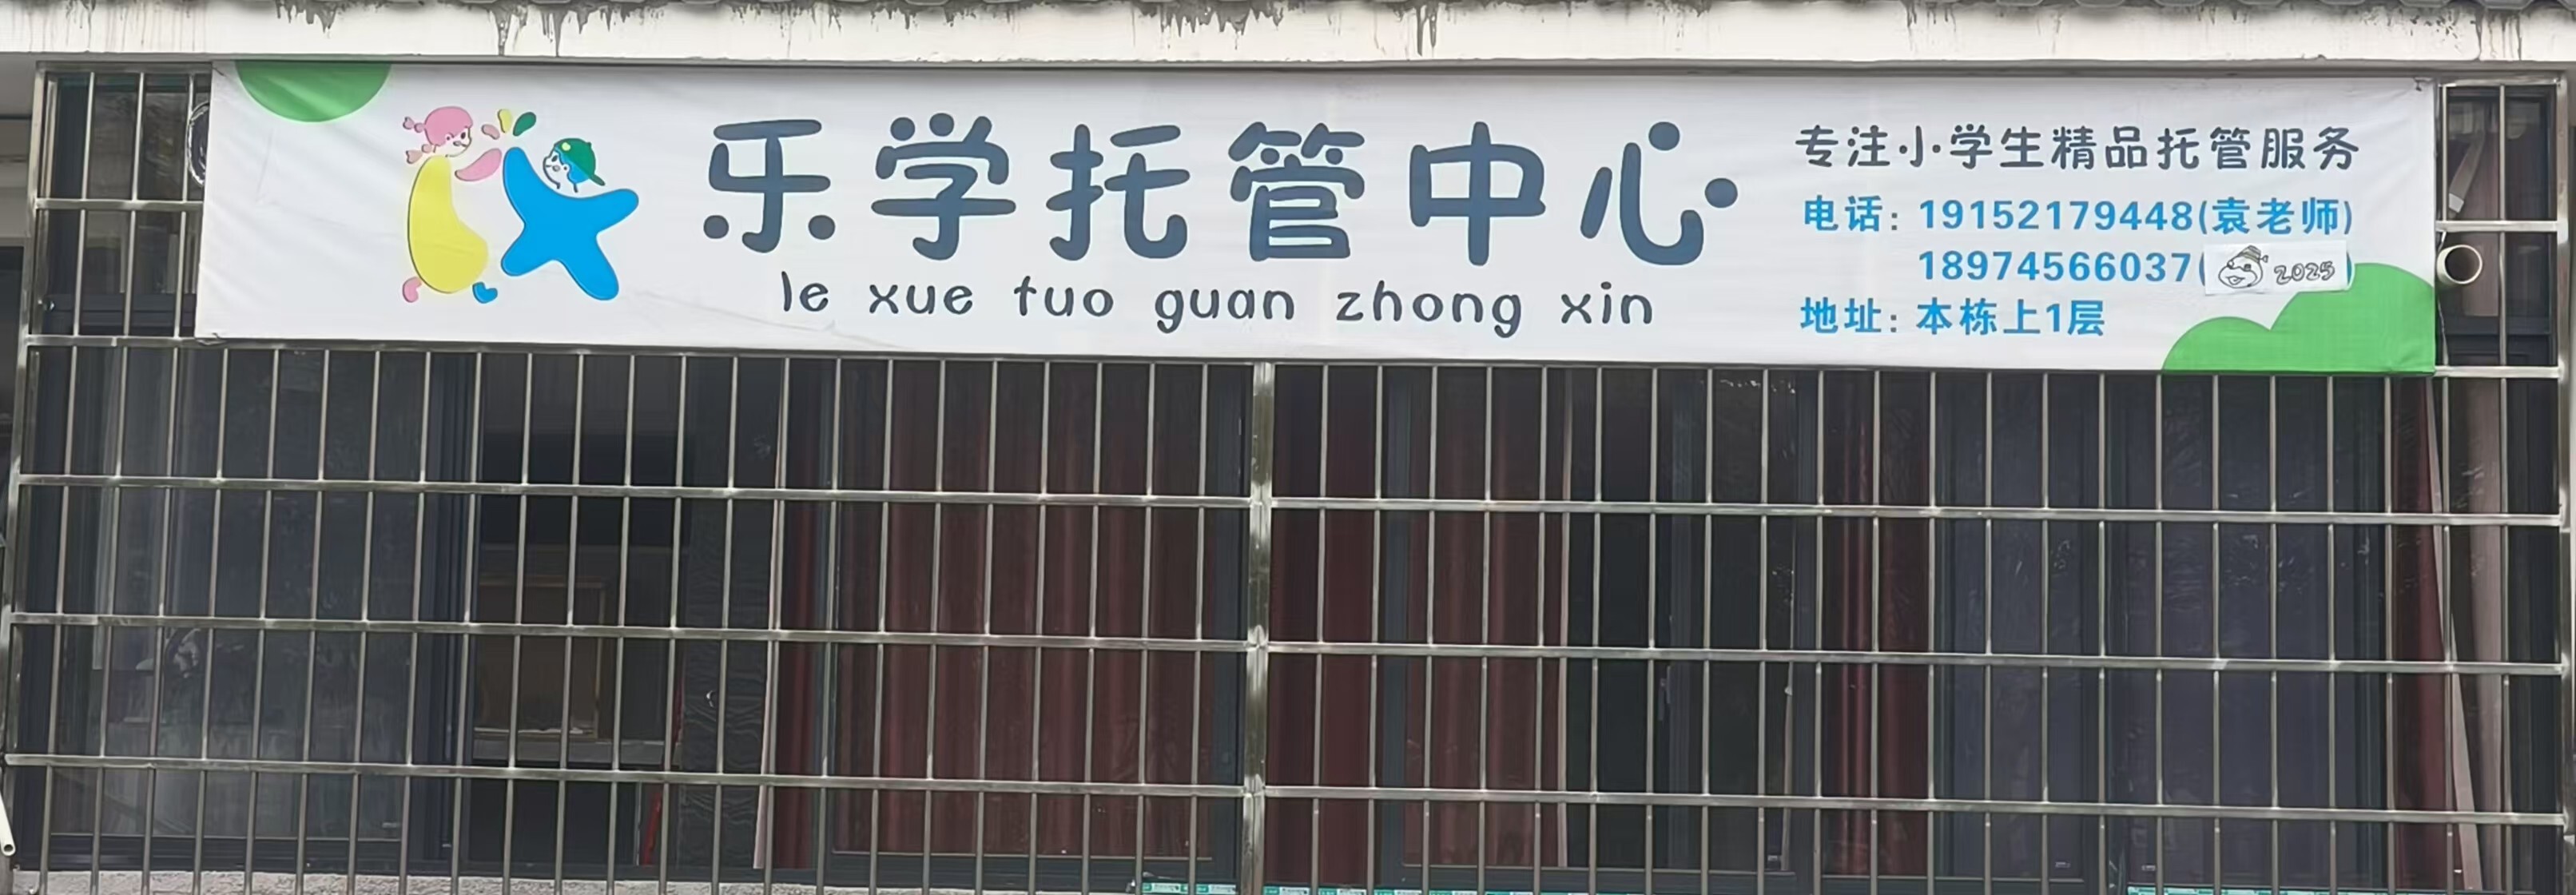 乐学托管中心
le xue tuo guan zhong xin
专注小学生精品托管服务
电话: 19152179448(袁老师)
18974566037( 2025 )
地址: 本栋上1层